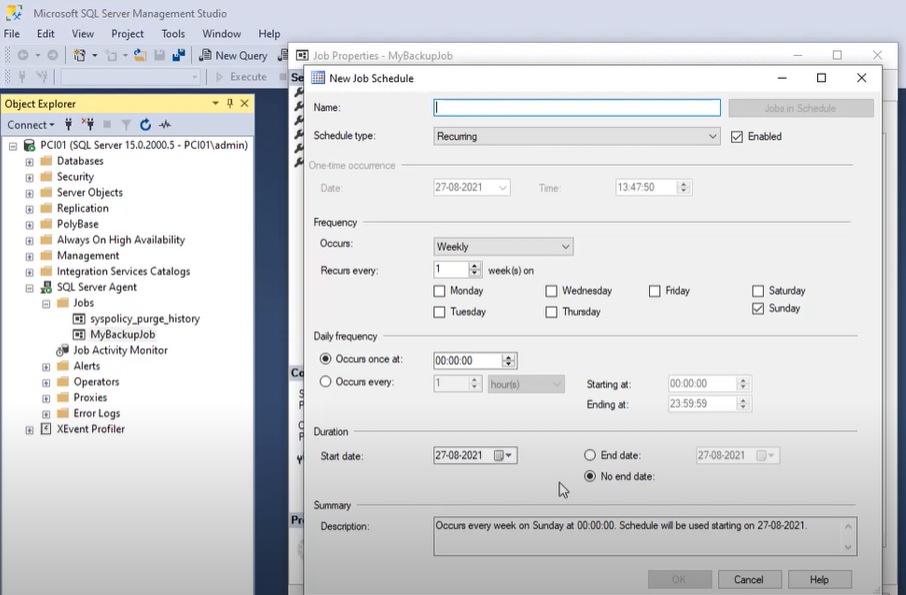 Microsoft SQL Server Management Studio
File Edit View Project Tools Window Help
New Query
Execute
Object Explorer
Connect
PCI01 (SQL Server 15.0.2000.5 - PCI01\admin)
Databases
Security
Server Objects
Replication
PolyBase
Always On High Availability
Management
Integration Services Catalogs
SQL Server Agent
Jobs
syspolicy_purge_history
MyBackupJob
Job Activity Monitor
Alerts
Operators
Proxies
Error Logs
XEvent Profiler
Job Properties - MyBackupJob
New Job Schedule
Name:
Jobs in Schedule
Schedule type: Recurring Enabled
One-time occurrence
Date: 27-08-2021 Time: 13:47:50
Frequency
Occurs: Weekly
Recurs every: 1 week(s) on
Monday Wednesday Friday Saturday
Tuesday Thursday Sunday
Daily frequency
Occurs once at: 00:00:00
Occurs every: 1 hour(s) Starting at: 00:00:00
Ending at: 23:59:59
Duration
Start date: 27-08-2021 End date: 27-08-2021
No end date:
Summary
Description: Occurs every week on Sunday at 00:00:00. Schedule will be used starting on 27-08-2021.
OK Cancel Help